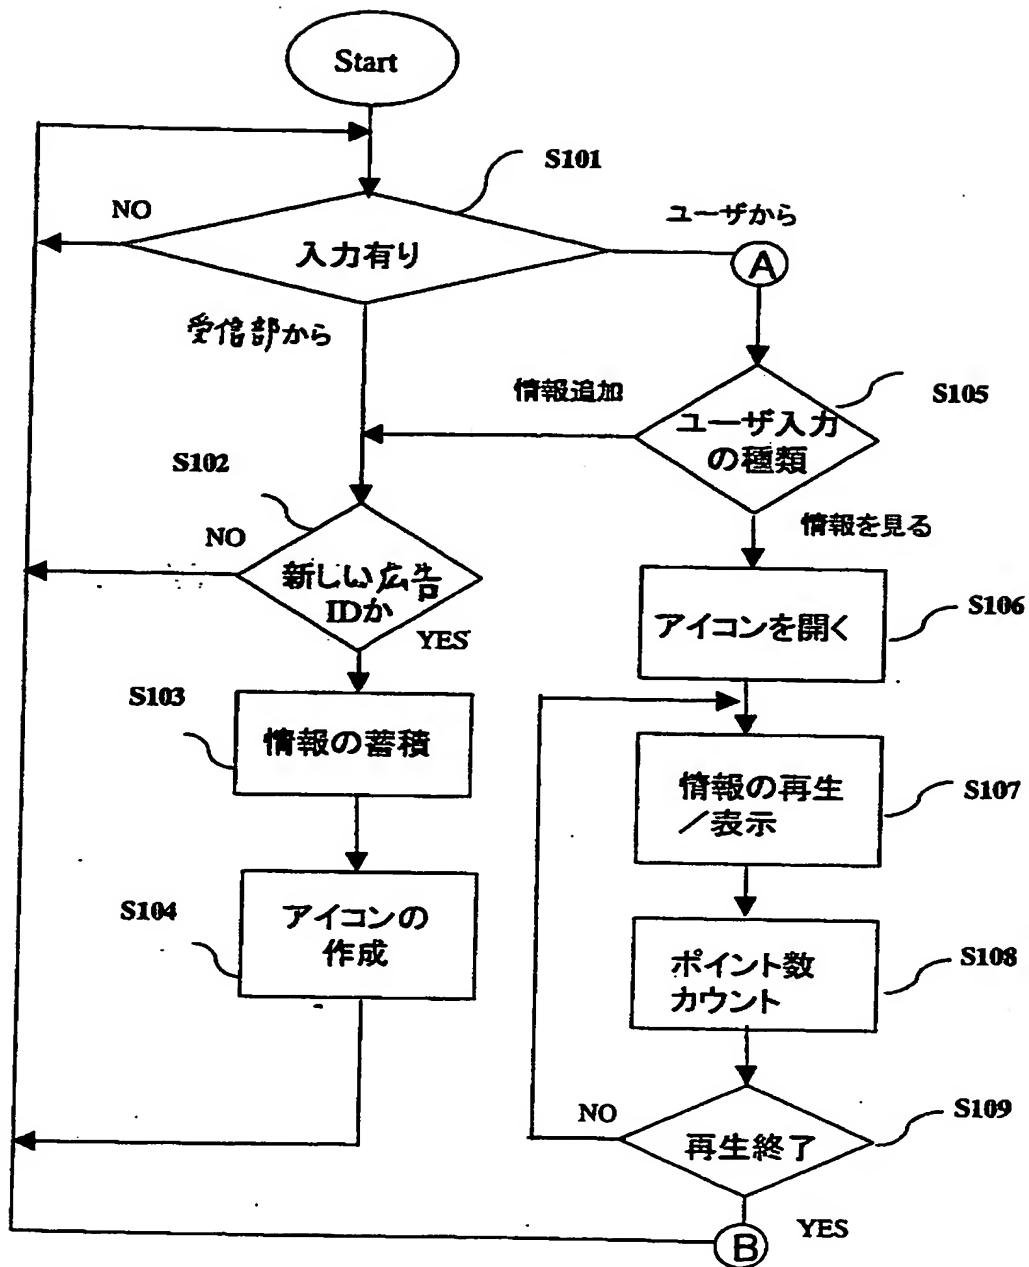 Start
S101
NO
ユーザから
A
入力有り
受信部から
情報追加
S105
ユーザ入力
の種類
S102
NO
情報を見る
新しい広告
IDか
YES
S106
アイコンを開く
S103
情報の蓄積
S107
情報の再生
／表示
S104
アイコンの
作成
S108
ポイント数
カウント
NO
S109
再生終了
YES
B